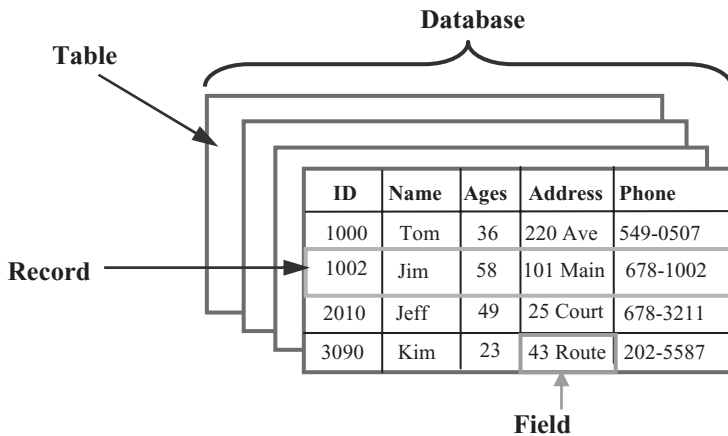 Database
Table
ID Name Ages Address Phone
1000 Tom 36 220 Ave 549-0507
Record
1002 Jim 58 101 Main 678-1002
2010 Jeff 49 25 Court 678-3211
3090 Kim 23 43 Route 202-5587
Field